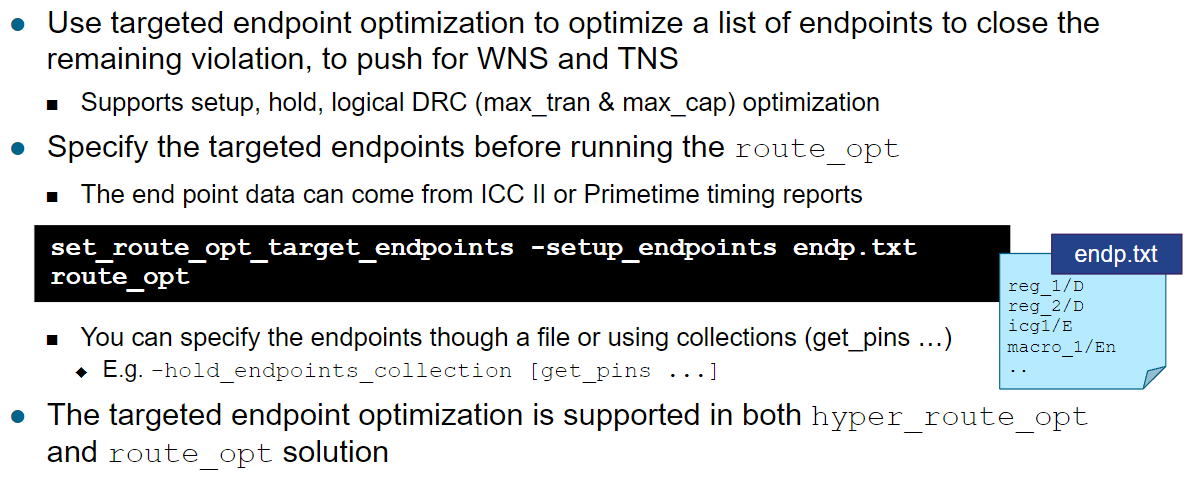 Use targeted endpoint optimization to optimize a list of endpoints to close the
remaining violation, to push for WNS and TNS
Supports setup, hold, logical DRC (max_tran & max_cap) optimization
Specify the targeted endpoints before running the route_opt
The end point data can come from ICC II or Primetime timing reports
set_route_opt_target_endpoints -setup_endpoints endp.txt
route_opt
endp.txt
reg_1/D
reg_2/D
icg1/E
macro_1/En
..
You can specify the endpoints though a file or using collections (get_pins …)
E.g. -hold_endpoints_collection [get_pins ...]
The targeted endpoint optimization is supported in both hyper_route_opt
and route_opt solution